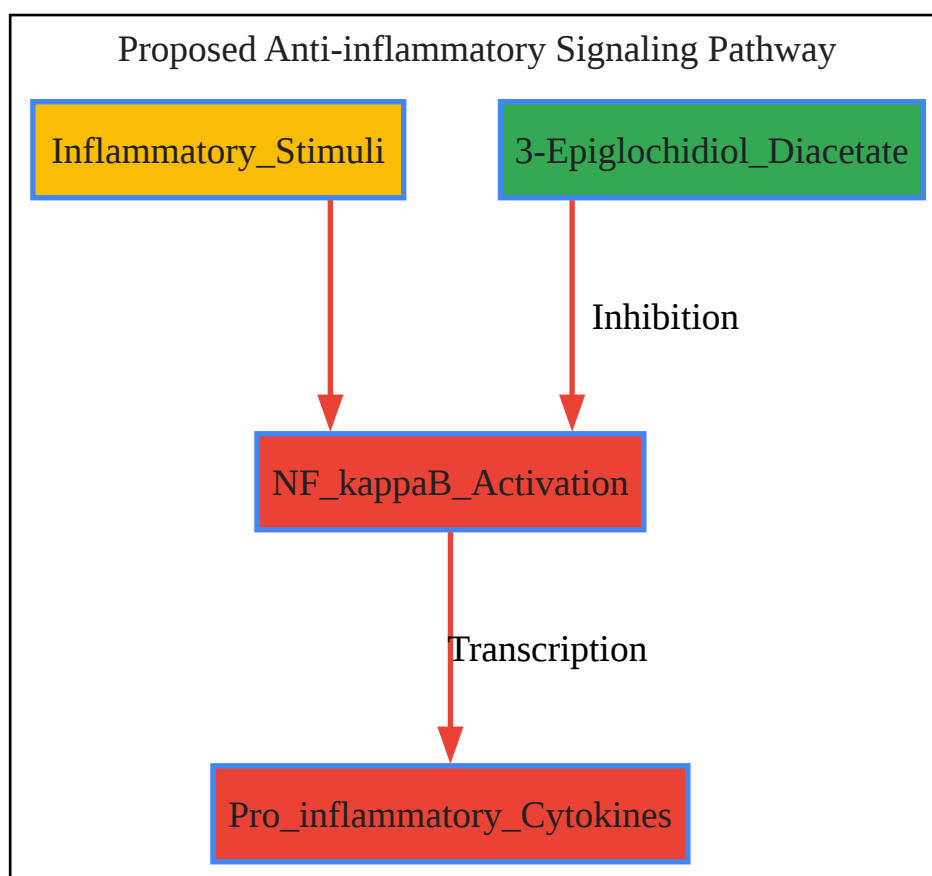 Proposed Anti-inflammatory Signaling Pathway
Inflammatory_Stimuli
3-Epiglochidiol_Diacetate
Inhibition
NF_kappaB_Activation
Transcription
Pro_inflammatory_Cytokines